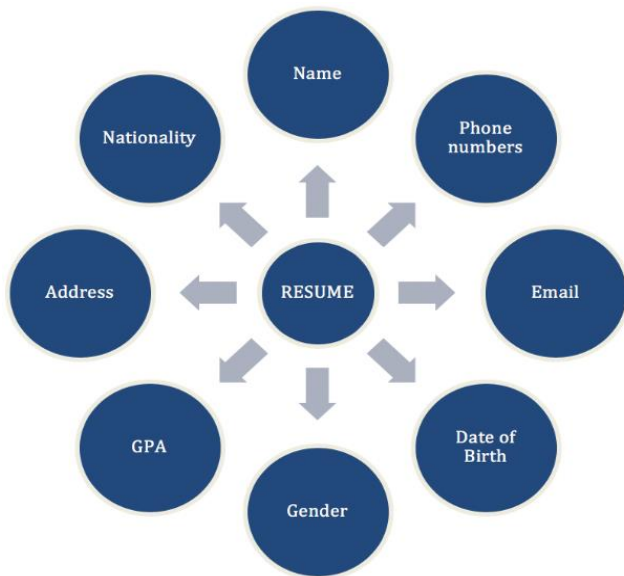 Name
Phone
numbers
Nationality
Address
RESUME
Email
GPA
Date of
Birth
Gender